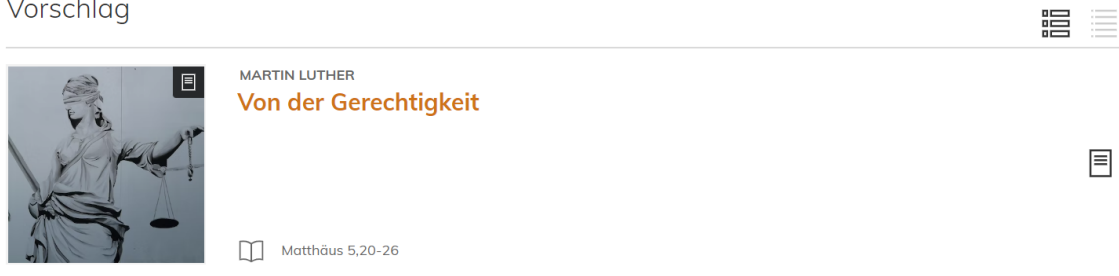 Vorschlag
MARTIN LUTHER
Von der Gerechtigkeit
Matthäus 5,20-26